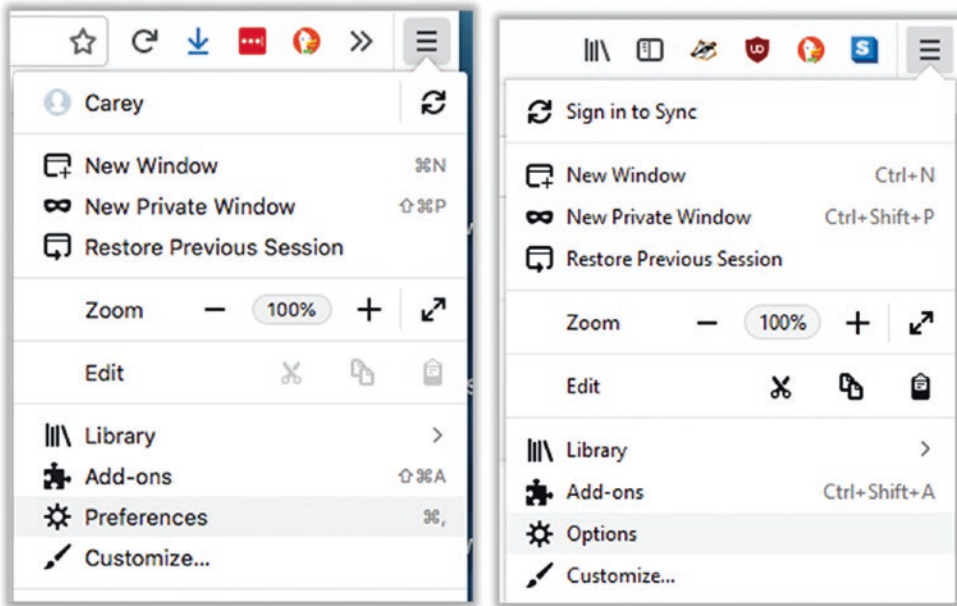 Carey
New Window ⌘N
New Private Window ⇧⌘P
Restore Previous Session
Zoom − 100% +
Edit
Library >
Add-ons ⇧⌘A
Preferences ⌘,
Customize...
Sign in to Sync
New Window Ctrl+N
New Private Window Ctrl+Shift+P
Restore Previous Session
Zoom − 100% +
Edit
Library >
Add-ons Ctrl+Shift+A
Options
Customize...